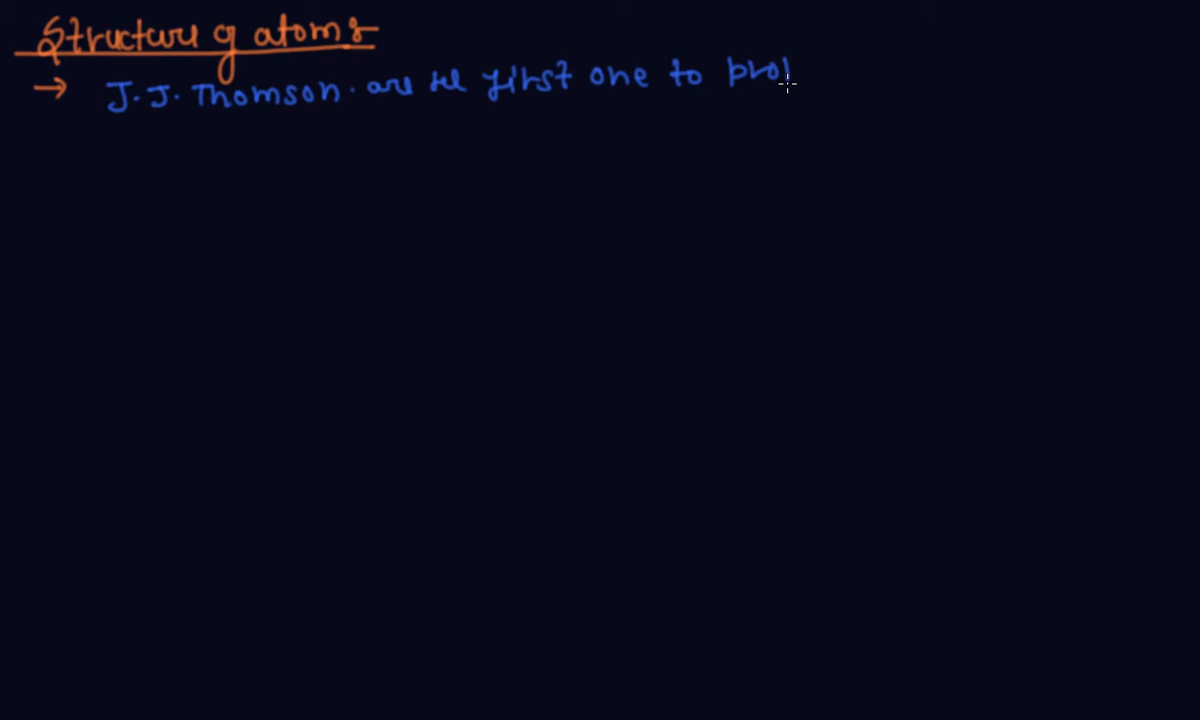 Structure of atoms
→ J.J. Thomson. are the first one to pro